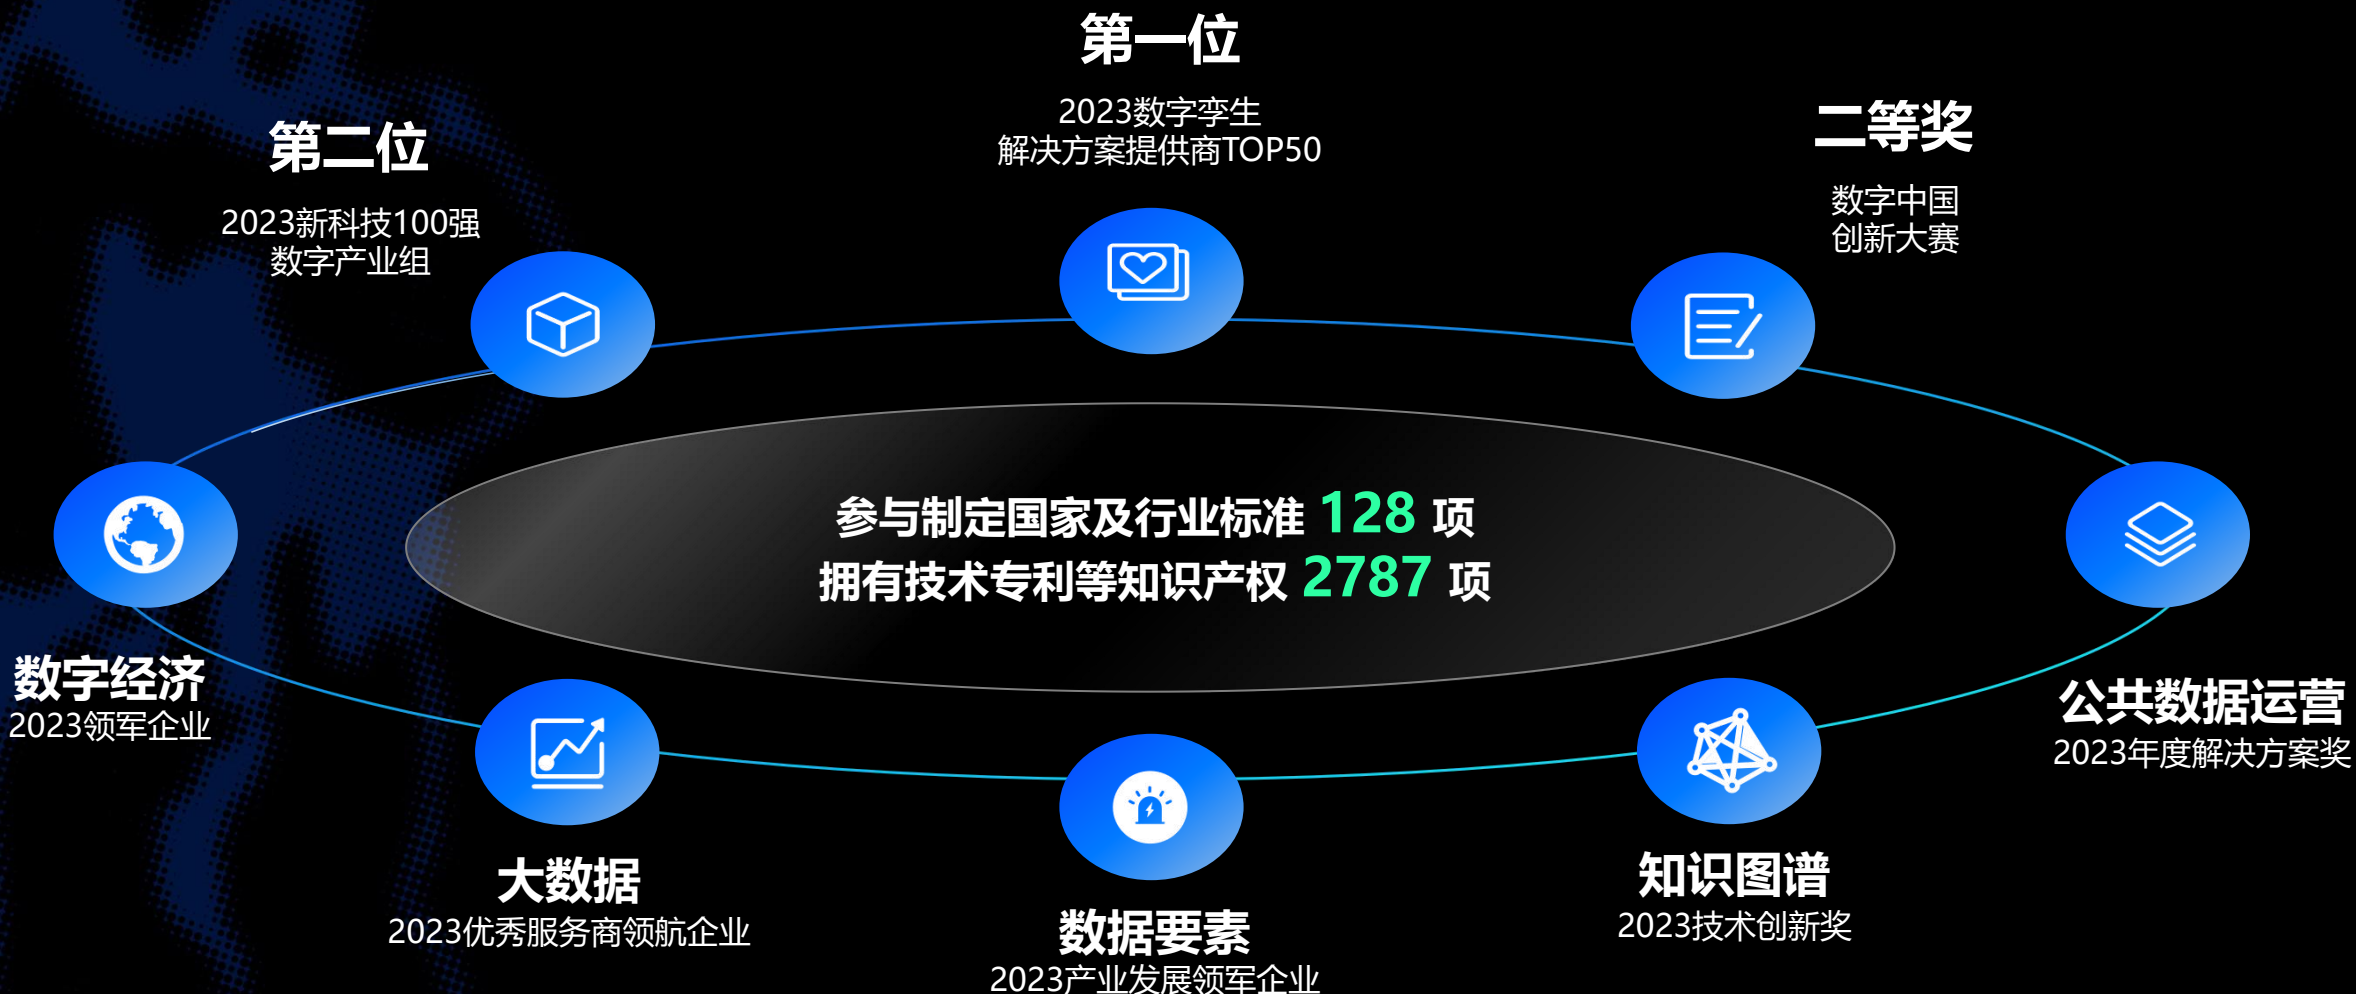 第一位
2023数字孪生
解决方案提供商TOP50
第二位
2023新科技100强
数字产业组
二等奖
数字中国
创新大赛
参与制定国家及行业标准 128 项
拥有技术专利等知识产权 2787 项
数字经济
2023领军企业
公共数据运营
2023年度解决方案奖
大数据
2023优秀服务商领航企业
数据要素
2023产业发展领军企业
知识图谱
2023技术创新奖